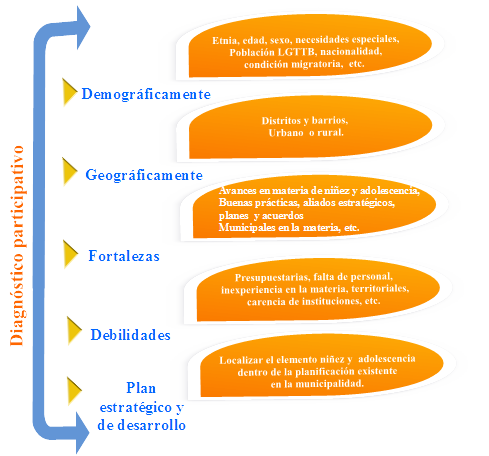 Diagnóstico participativo
Etnia, edad, sexo, necesidades especiales,
Población LGTTB, nacionalidad,
condición migratoria, etc.
Demográficamente
Distritos y barrios,
Urbano o rural.
Geográficamente
Avances en materia de niñez y adolescencia,
Buenas prácticas, aliados estratégicos,
planes y acuerdos
Municipales en la materia, etc.
Fortalezas
Presupuestarias, falta de personal,
inexperiencia en la materia, territoriales,
carencia de instituciones, etc.
Debilidades
Localizar el elemento niñez y adolescencia
dentro de la planificación existente
en la municipalidad.
Plan
estratégico y
de desarrollo